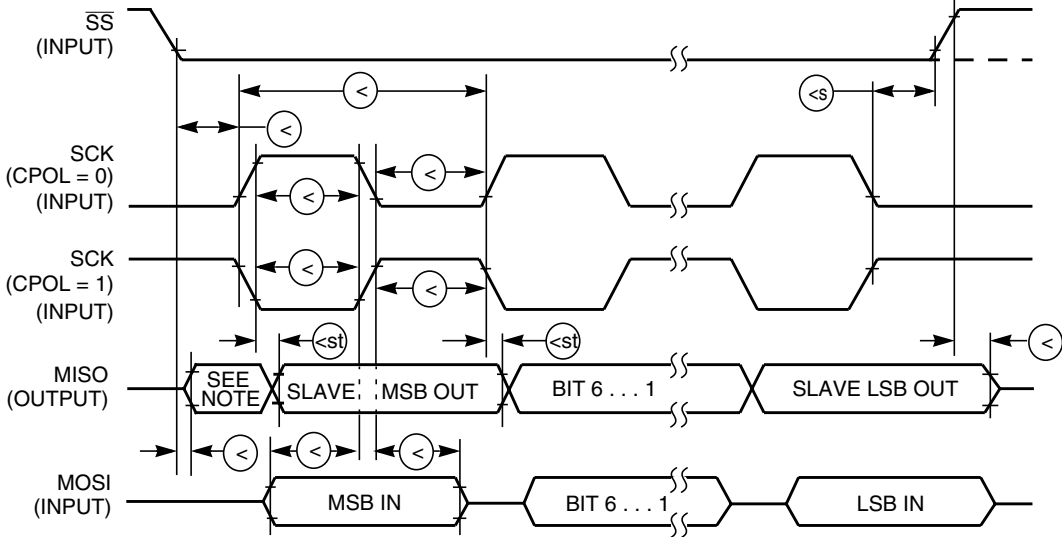 SS
(INPUT)
<
<s
<
SCK
(CPOL = 0)
(INPUT)
<
<
SCK
(CPOL = 1)
(INPUT)
<
<
<st
<st
<
MISO
(OUTPUT)
SEE
NOTE
SLAVE
MSB OUT
BIT 6 . . . 1
SLAVE LSB OUT
<
<
<
MOSI
(INPUT)
MSB IN
BIT 6 . . . 1
LSB IN